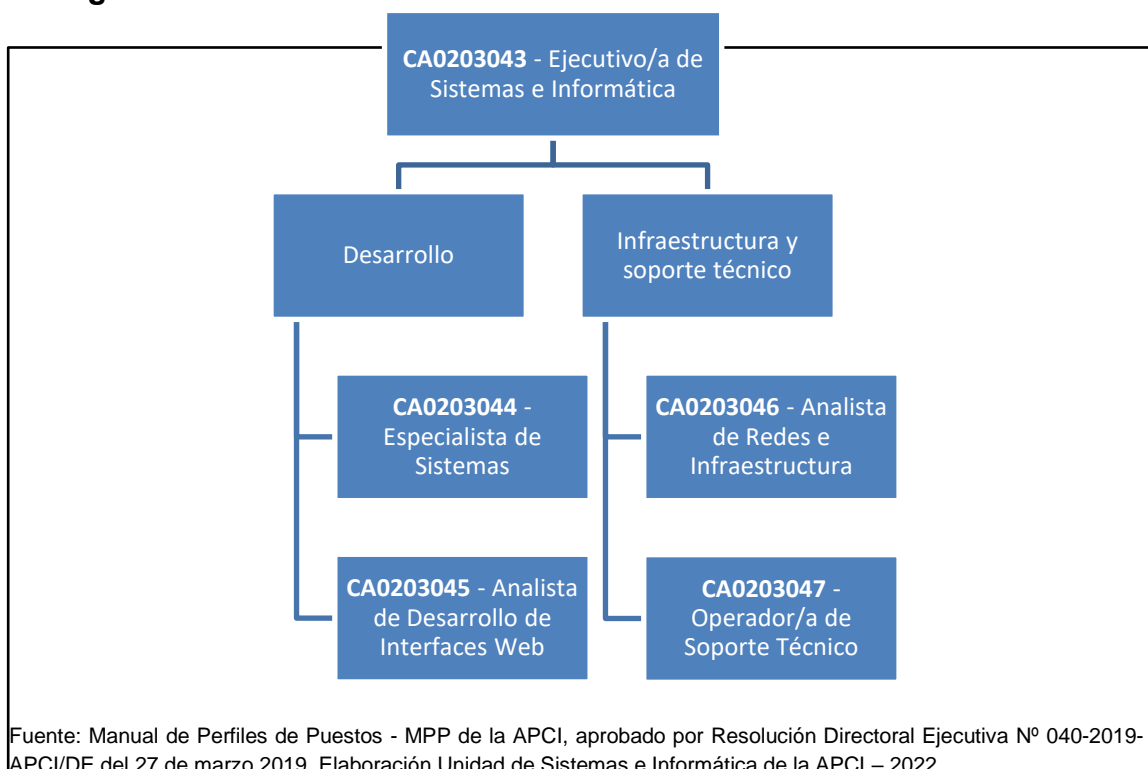 CA0203043 - Ejecutivo/a de
Sistemas e Informática
Desarrollo
Infraestructura y
soporte técnico
CA0203044 -
Especialista de
Sistemas
CA0203046 - Analista
de Redes e
Infraestructura
CA0203045 - Analista
de Desarrollo de
Interfaces Web
CA0203047 -
Operador/a de
Soporte Técnico
Fuente: Manual de Perfiles de Puestos - MPP de la APCI, aprobado por Resolución Directoral Ejecutiva Nº 040-2019-
APCI/DE del 27 de marzo 2019. Elaboración Unidad de Sistemas e Informática de la APCI – 2022